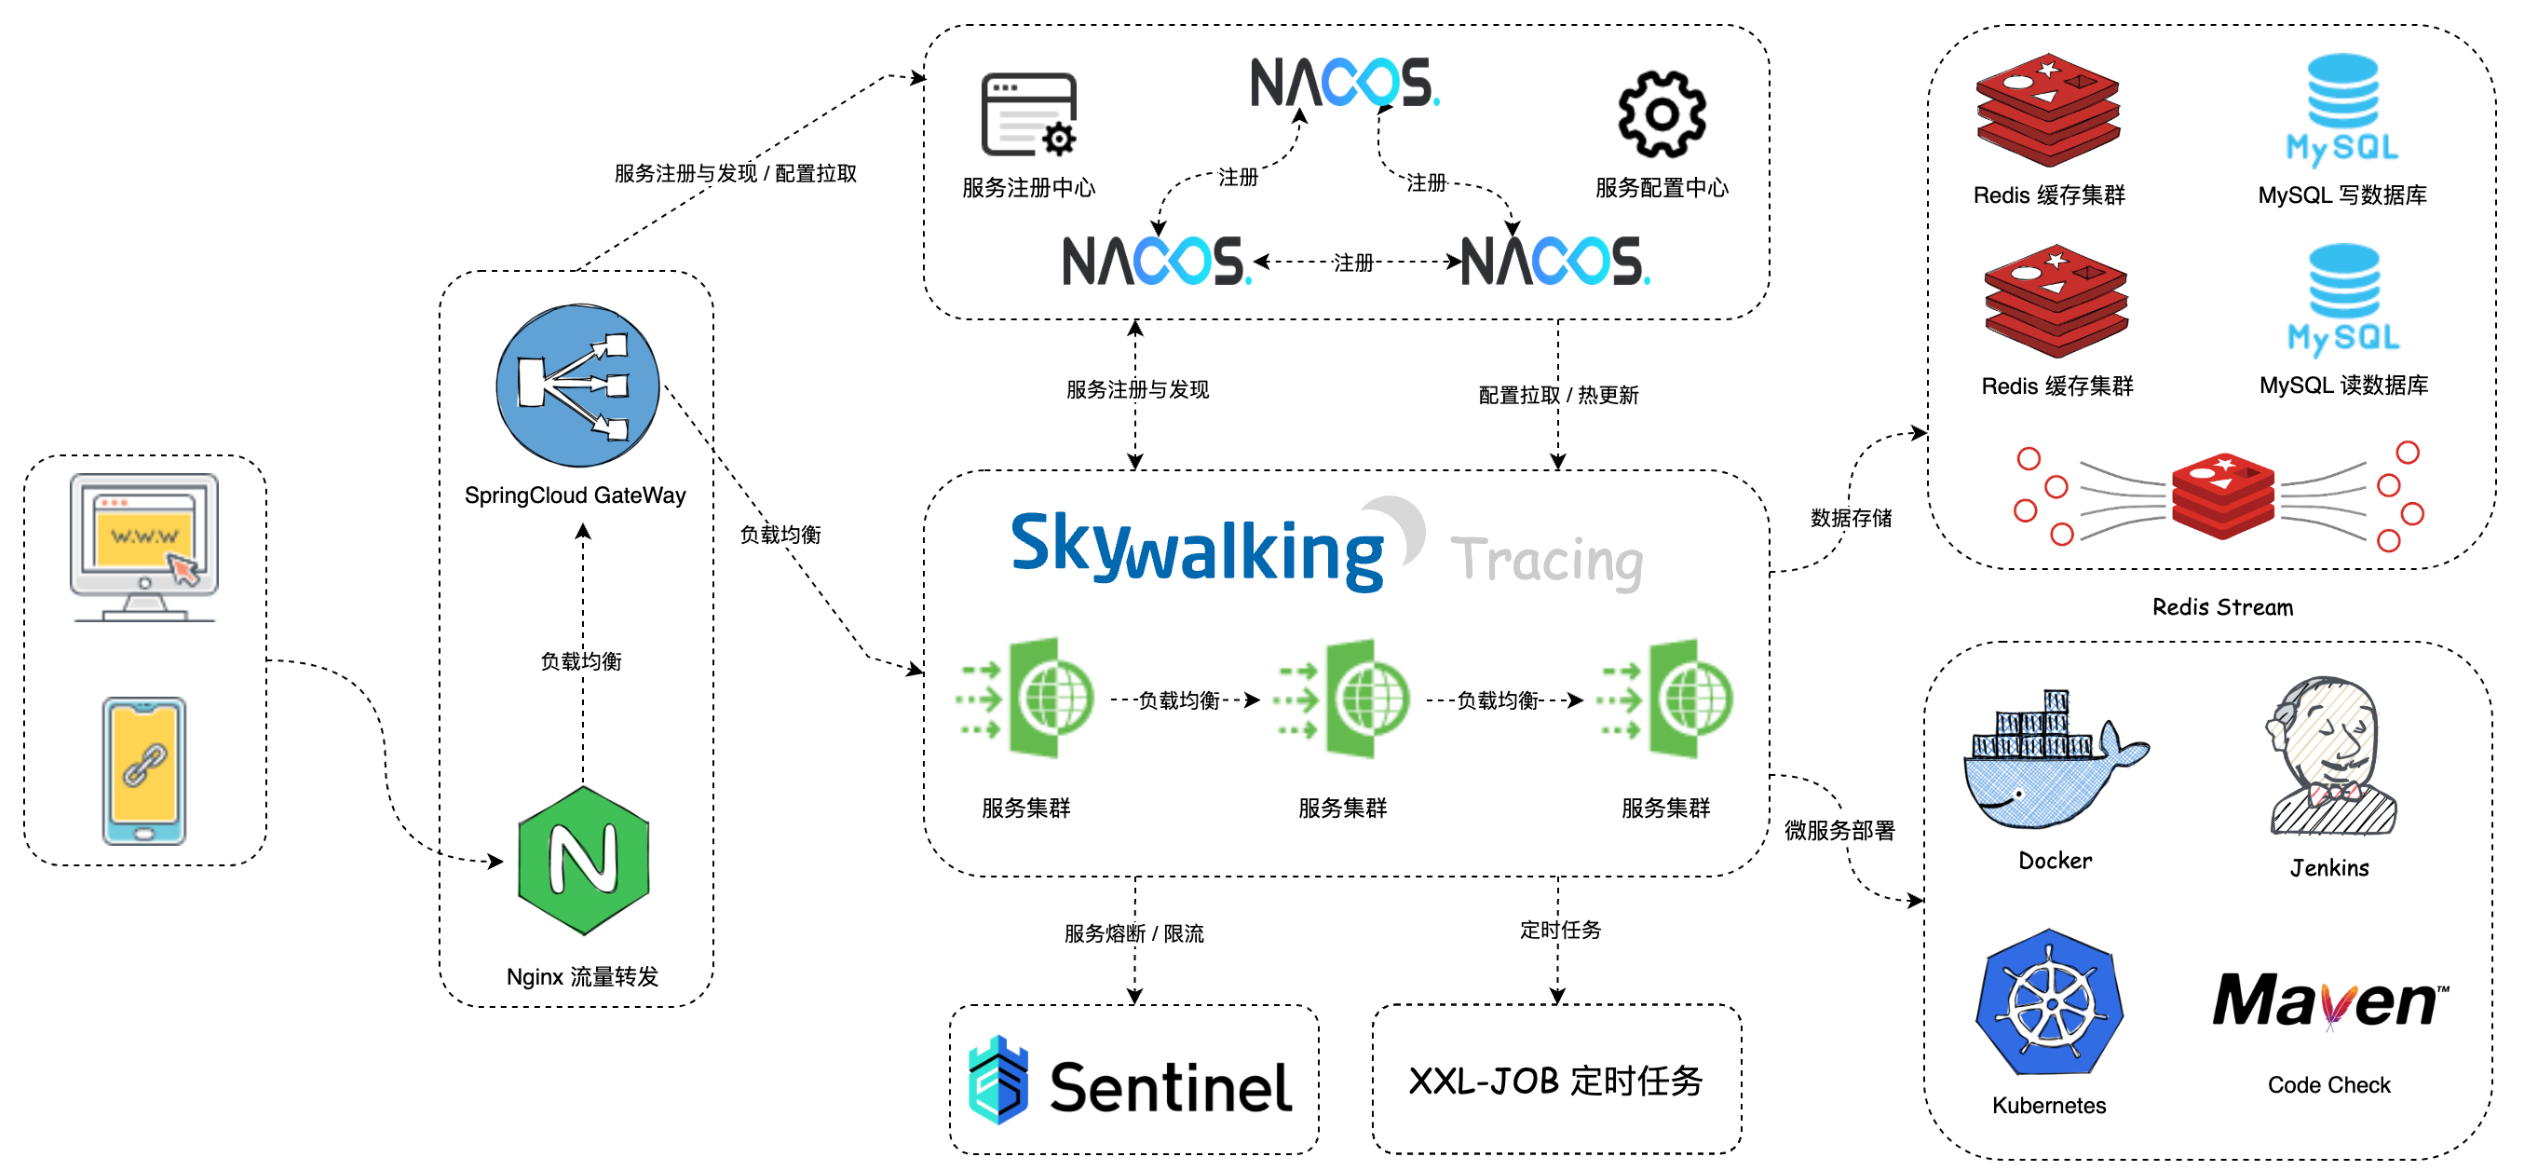 W.W.W
SpringCloud GateWay
负载均衡
Nginx 流量转发
服务注册与发现 / 配置拉取
负载均衡
NACOS.
服务注册中心
服务配置中心
注册
注册
NACOS.
注册
NACOS.
服务注册与发现
配置拉取 / 热更新
Skywalking Tracing
负载均衡
负载均衡
服务集群
服务集群
服务集群
服务熔断 / 限流
定时任务
Sentinel
XXL-JOB 定时任务
数据存储
微服务部署
Redis 缓存集群
MySQL
MySQL 写数据库
Redis 缓存集群
MySQL
MySQL 读数据库
Redis Stream
Docker
Jenkins
Kubernetes
Maven™
Code Check